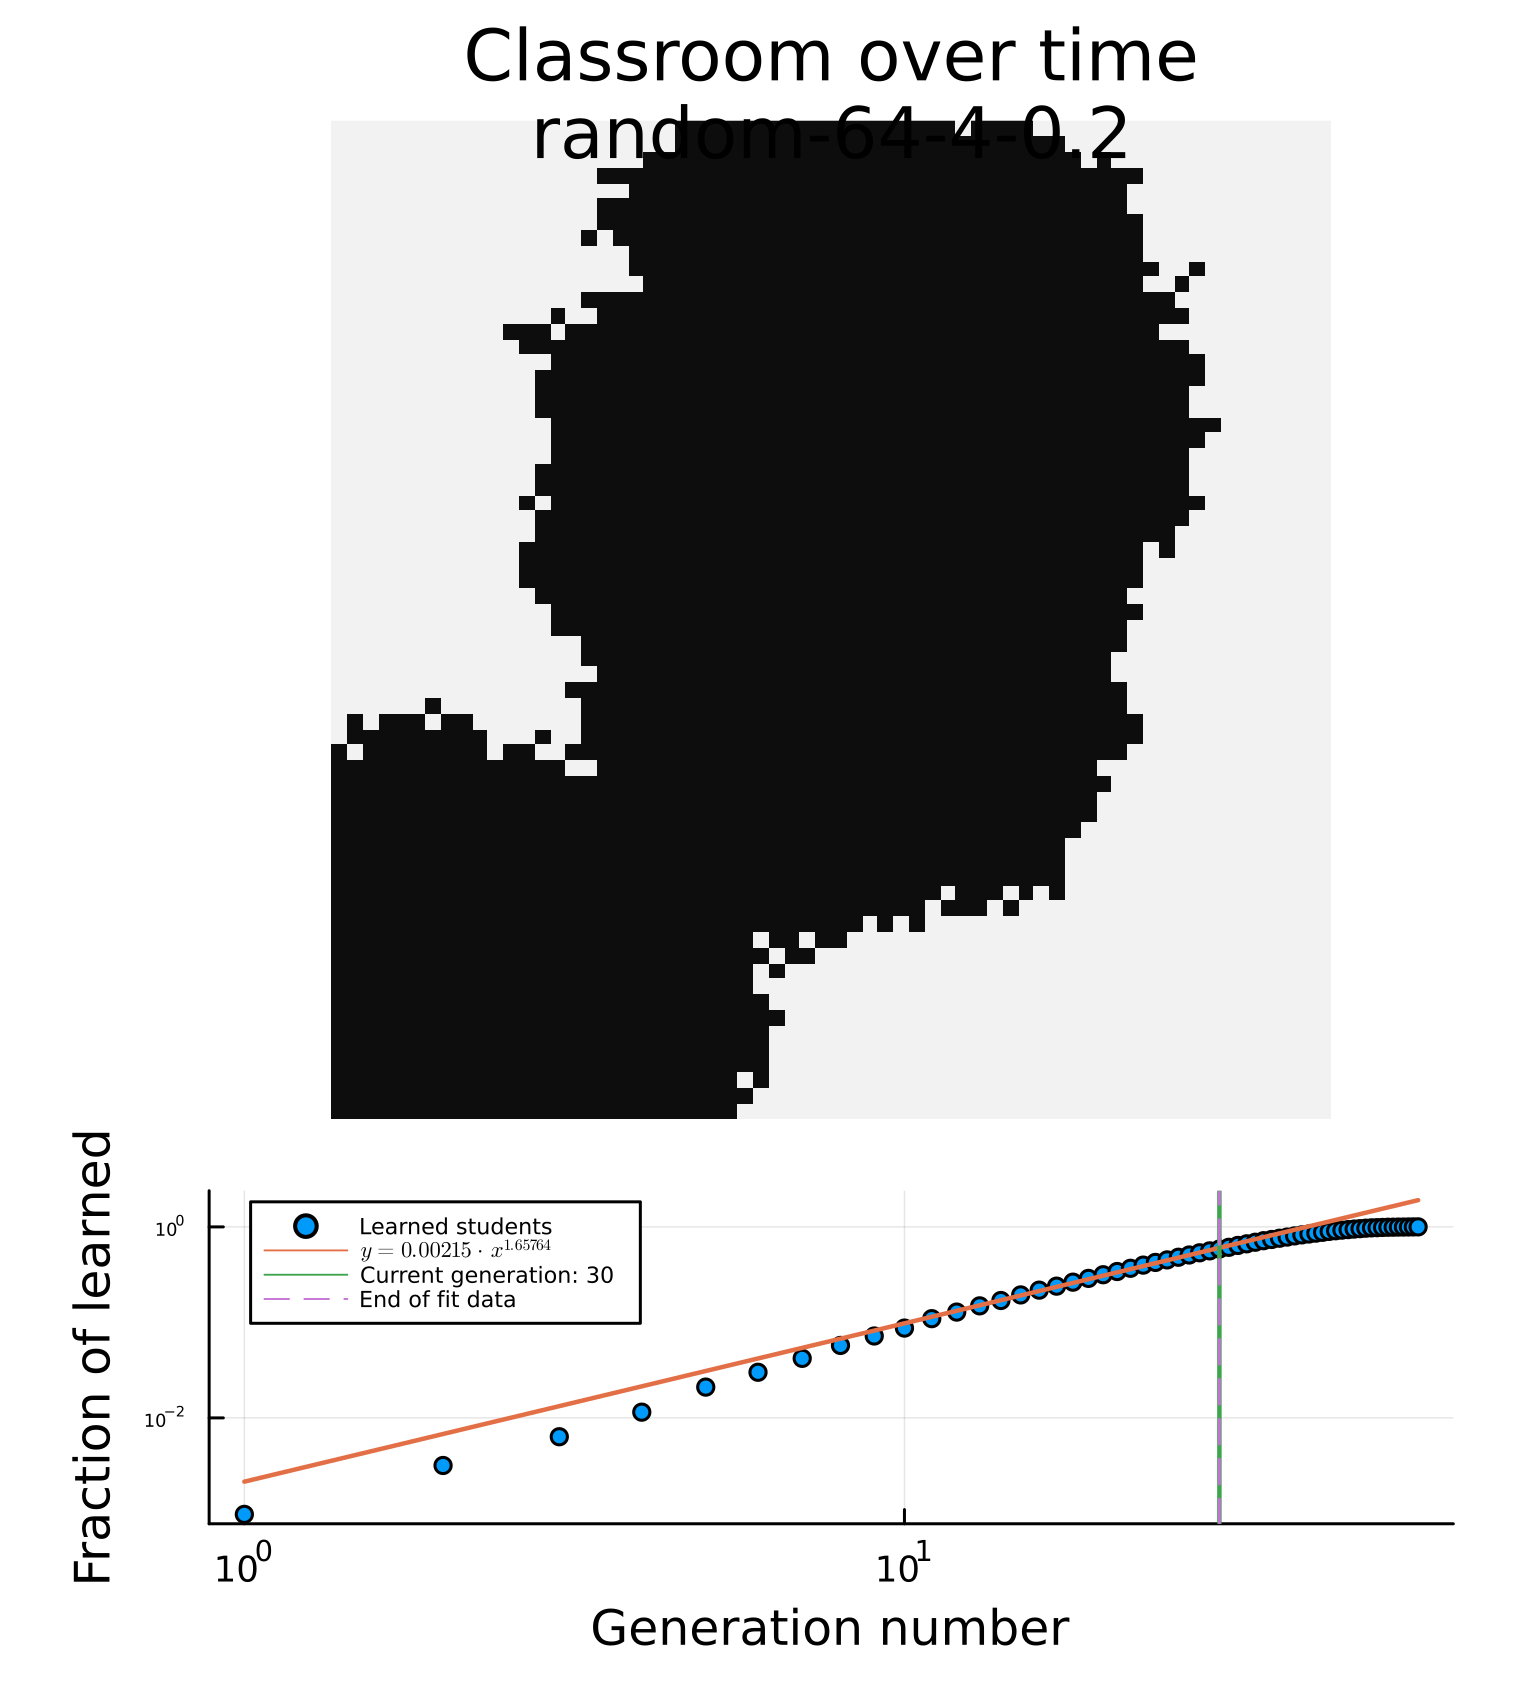 Classroom over time
random-64-4-0.2
Learned students
y = 0.00215 · x^1.65764
Current generation: 30
End of fit data
10^0
10^-2
Fraction of learned
10^0
10^1
Generation number